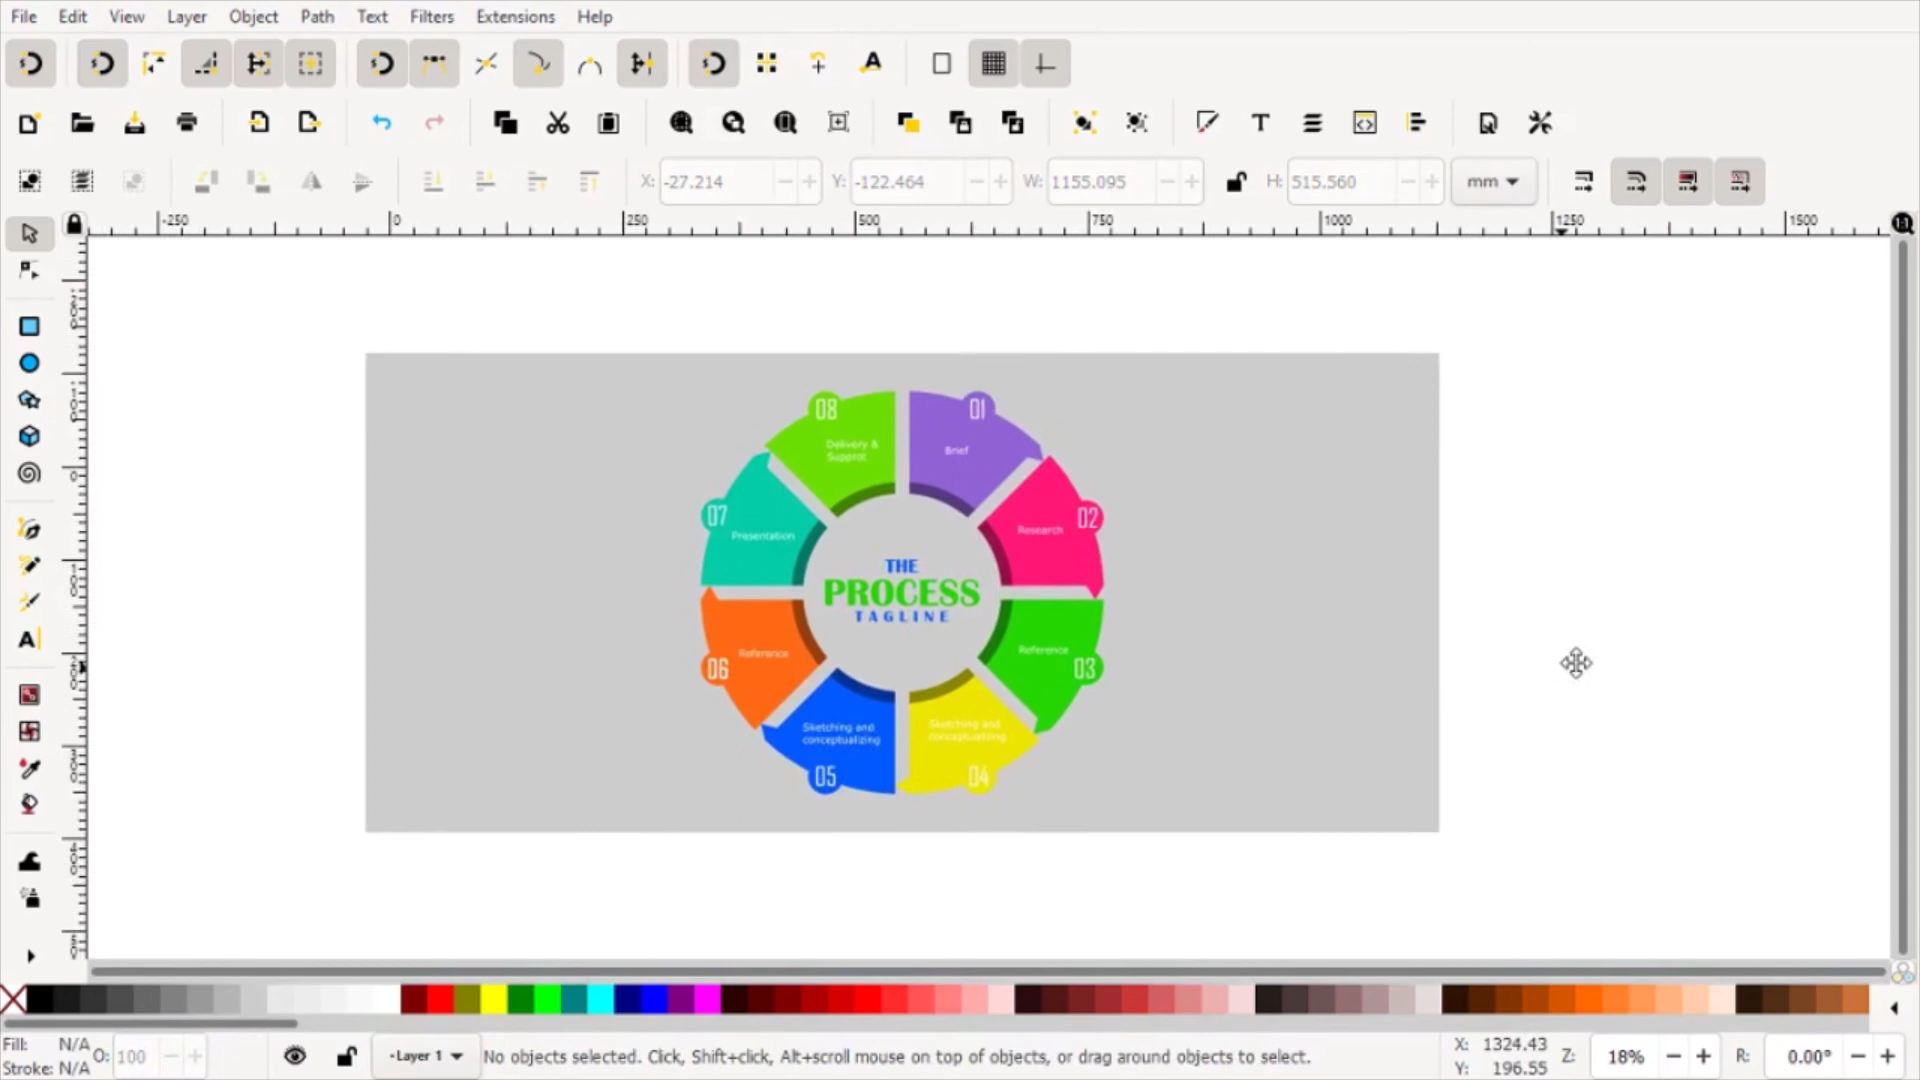 File Edit View Layer Object Path Text Filters Extensions Help
X: -27.214 Y: -122.464 W: 1155.095 H: 515.560 mm
-250 0 250 500 750 1000 1250 1500
08
Delivery &
Supprot
01
Brief
07
Presentation
02
Research
THE
PROCESS
TAGLINE
06
Reference
Reference
03
Sketching and
conceptualizing
05
Sketching and
conceptualizing
04
Fill: N/A
Stroke: N/A
O: 100
-Layer 1
No objects selected. Click, Shift+click, Alt+scroll mouse on top of objects, or drag around objects to select.
X: 1324.43
Y: 196.55
Z: 18%
R: 0.00°